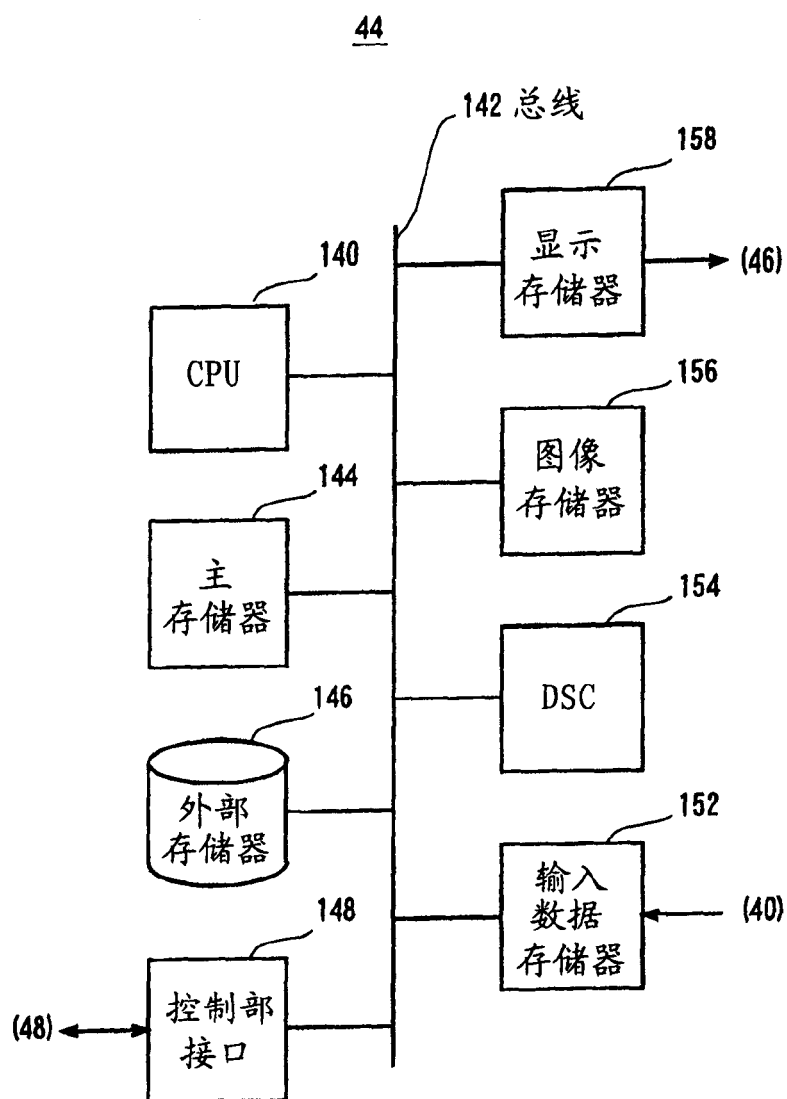 44
142 总线
158
显示
存储器
(46)
140
CPU
156
图像
存储器
144
主
存储器
154
DSC
146
外部
存储器
152
输入
数据
存储器
(40)
148
控制部
接口
(48)